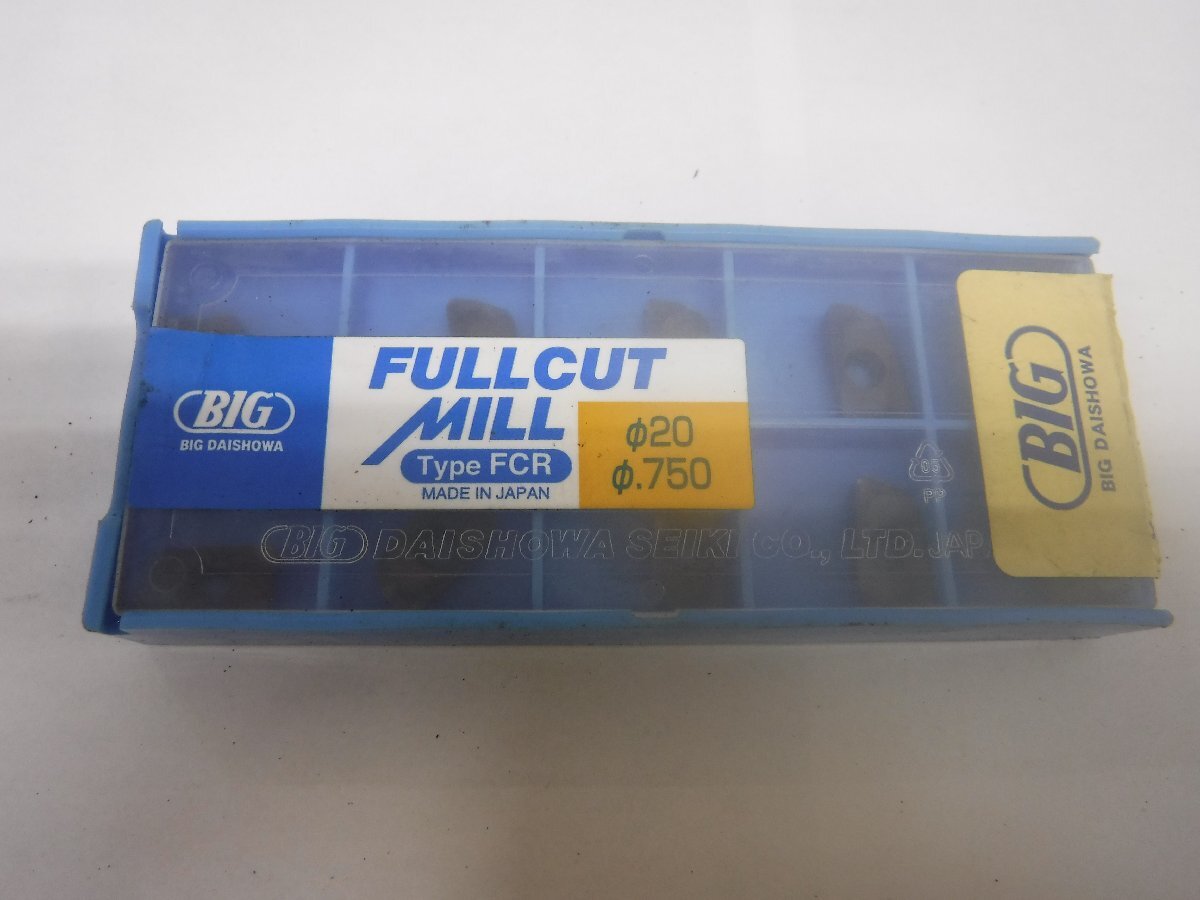 BIG
BIG DAISHOWA
FULLCUT
MILL
Type FCR
MADE IN JAPAN
φ20
φ.750
BIG DAISHOWA SEIKI CO., LTD. JAP
05
PP
BIG
BIG DAISHOWA